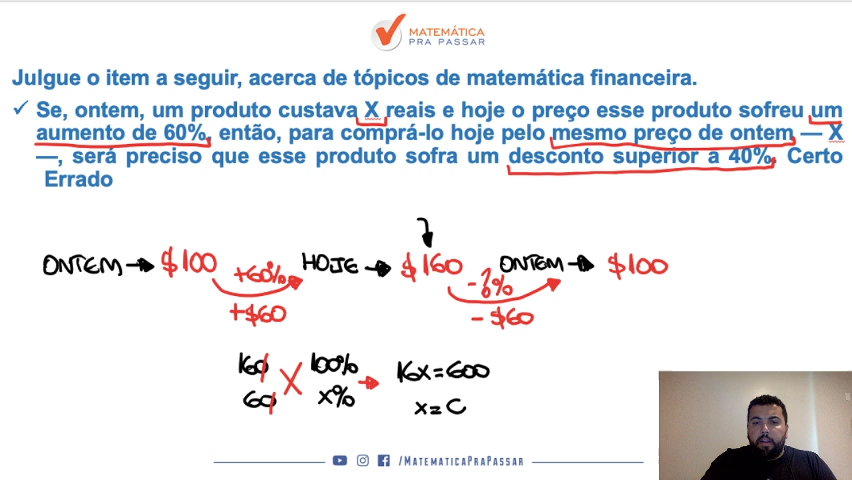 MATEMÁTICA
PRA PASSAR
Julgue o item a seguir, acerca de tópicos de matemática financeira.
✓ Se, ontem, um produto custava X reais e hoje o preço esse produto sofreu um
aumento de 60%, então, para comprá-lo hoje pelo mesmo preço de ontem — X
—, será preciso que esse produto sofra um desconto superior a 40%. Certo
Errado
ONTEM → $100 +60% HOJE → $160 -?% ONTEM → $100
+$60 - $60
160 100% → 16x=600
60 x% x=C
/MATEMATICAPRAPASSAR